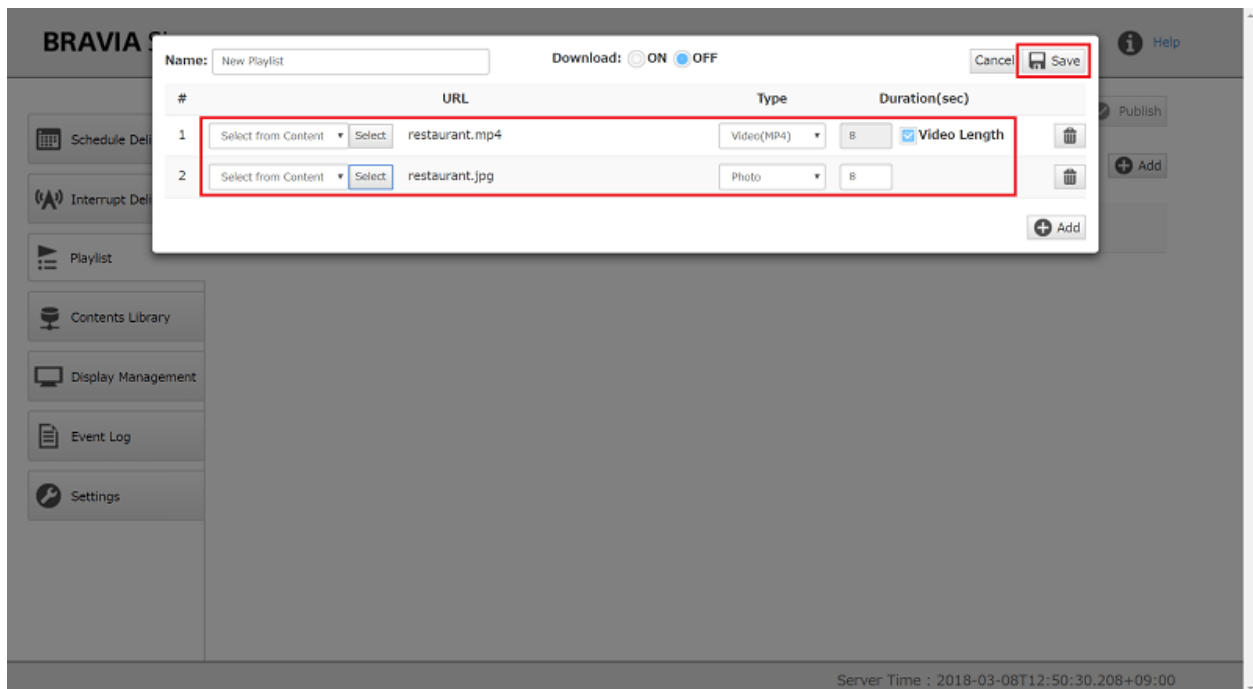 BRAVIA S
Name: New Playlist Download: ON OFF Cancel Save
Help
# URL Type Duration(sec)
1 Select from Content Select restaurant.mp4 Video(MP4) 8 Video Length
2 Select from Content Select restaurant.jpg Photo 8
Add
Publish
Add
Schedule Deli
Interrupt Deli
Playlist
Contents Library
Display Management
Event Log
Settings
Server Time : 2018-03-08T12:50:30.208+09:00